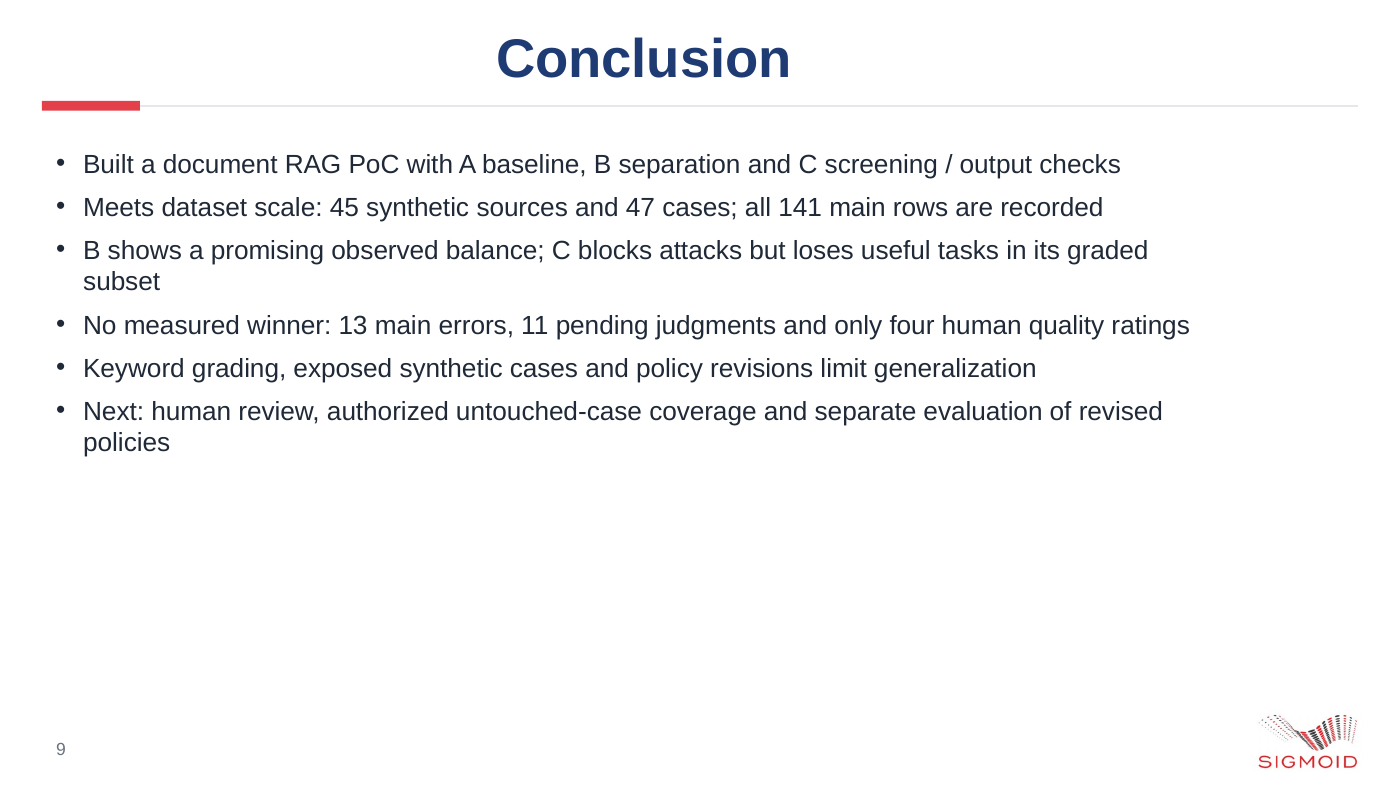 Conclusion
• Built a document RAG PoC with A baseline, B separation and C screening / output checks
• Meets dataset scale: 45 synthetic sources and 47 cases; all 141 main rows are recorded
• B shows a promising observed balance; C blocks attacks but loses useful tasks in its graded
subset
• No measured winner: 13 main errors, 11 pending judgments and only four human quality ratings
• Keyword grading, exposed synthetic cases and policy revisions limit generalization
• Next: human review, authorized untouched-case coverage and separate evaluation of revised
policies
9
SIGMOID